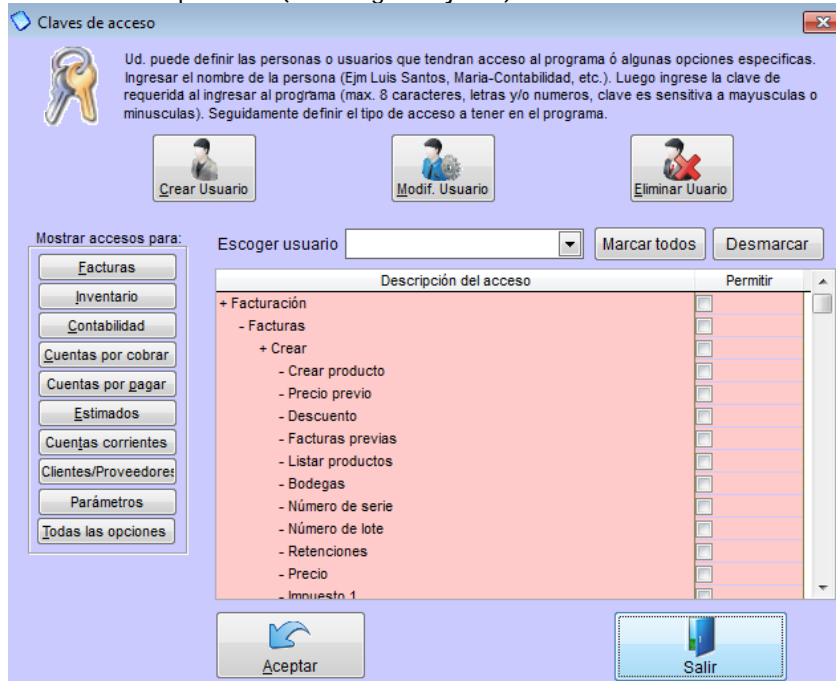 Claves de acceso
Ud. puede definir las personas o usuarios que tendran acceso al programa ó algunas opciones especificas.
Ingresar el nombre de la persona (Ejm Luis Santos, Maria-Contabilidad, etc.). Luego ingrese la clave de
requerida al ingresar al programa (max. 8 caracteres, letras y/o numeros, clave es sensitiva a mayusculas o
minusculas). Seguidamente definir el tipo de acceso a tener en el programa.
Crear Usuario
Modif. Usuario
Eliminar Uuario
Mostrar accesos para:
Facturas
Inventario
Contabilidad
Cuentas por cobrar
Cuentas por pagar
Estimados
Cuentas corrientes
Clientes/Proveedores
Parámetros
Todas las opciones
Escoger usuario
Marcar todos
Desmarcar
Descripción del acceso
Permitir
+ Facturación
- Facturas
+ Crear
- Crear producto
- Precio previo
- Descuento
- Facturas previas
- Listar productos
- Bodegas
- Número de serie
- Número de lote
- Retenciones
- Precio
- Impuesto 1
Aceptar
Salir